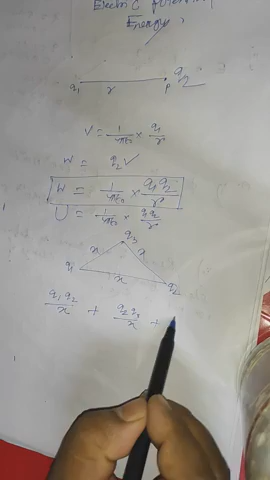 Electric potential
Energy
q₁ r P q₂
V = 1/4πε₀ × q₁/r
W = q₂V
W = 1/4πε₀ × q₁q₂/r
U = 1/4πε₀ × q₁q₂/r
q₃
x x
q₁ x q₂
q₁q₂/x + q₂q₃/x +